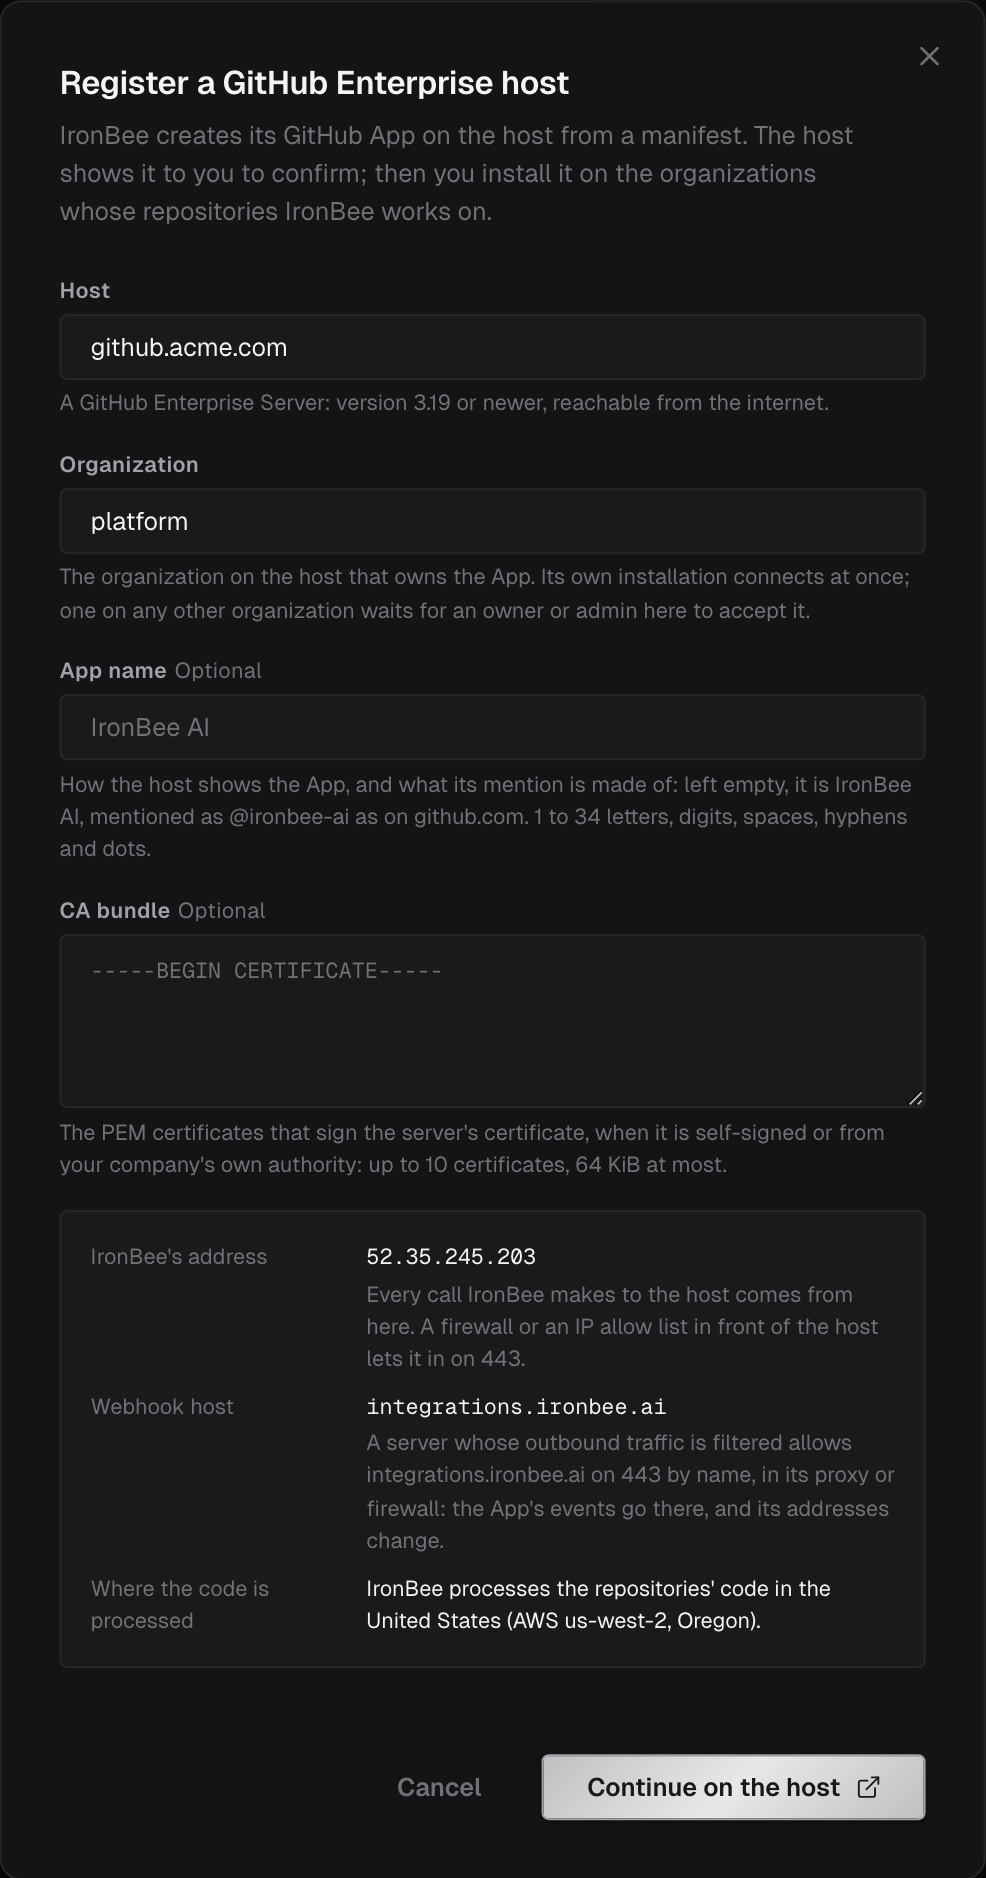 Register a GitHub Enterprise host
IronBee creates its GitHub App on the host from a manifest. The host
shows it to you to confirm; then you install it on the organizations
whose repositories IronBee works on.
Host
github.acme.com
A GitHub Enterprise Server: version 3.19 or newer, reachable from the internet.
Organization
platform
The organization on the host that owns the App. Its own installation connects at once;
one on any other organization waits for an owner or admin here to accept it.
App name Optional
IronBee AI
How the host shows the App, and what its mention is made of: left empty, it is IronBee
AI, mentioned as @ironbee-ai as on github.com. 1 to 34 letters, digits, spaces, hyphens
and dots.
CA bundle Optional
-----BEGIN CERTIFICATE-----
The PEM certificates that sign the server's certificate, when it is self-signed or from
your company's own authority: up to 10 certificates, 64 KiB at most.
IronBee's address
52.35.245.203
Every call IronBee makes to the host comes from
here. A firewall or an IP allow list in front of the host
lets it in on 443.
Webhook host
integrations.ironbee.ai
A server whose outbound traffic is filtered allows
integrations.ironbee.ai on 443 by name, in its proxy or
firewall: the App's events go there, and its addresses
change.
Where the code is
processed
IronBee processes the repositories' code in the
United States (AWS us-west-2, Oregon).
Cancel
Continue on the host